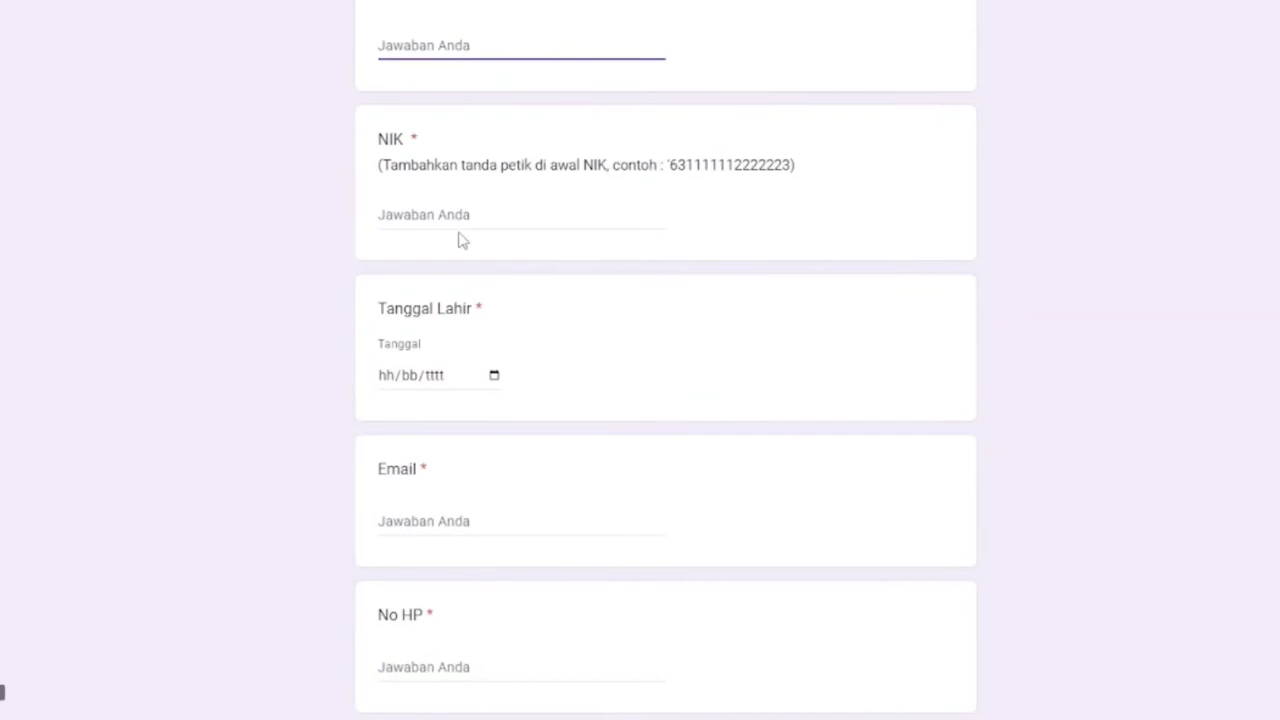 Jawaban Anda
NIK *
(Tambahkan tanda petik di awal NIK, contoh : '631111112222223)
Jawaban Anda
Tanggal Lahir *
Tanggal
hh/bb/tttt
Email *
Jawaban Anda
No HP *
Jawaban Anda